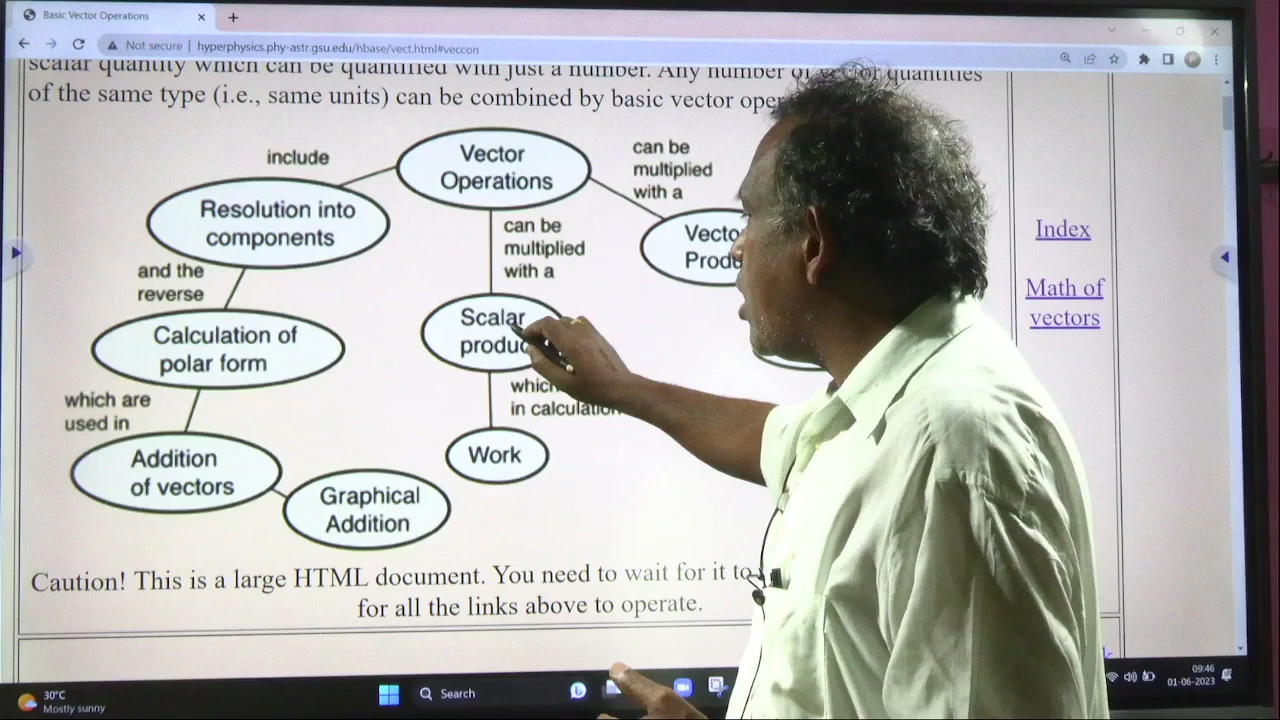 Basic Vector Operations
Not secure | hyperphysics.phy-astr.gsu.edu/hbase/vect.html#veccon
scalar quantity which can be quantified with just a number. Any number of vector quantities
of the same type (i.e., same units) can be combined by basic vector
include
Vector
Operations
can be
multiplied
with a
Resolution into
components
can be
multiplied
with a
and the
reverse
Calculation of
polar form
Scalar
which are
used in
in calculation
Addition
of vectors
Work
Graphical
Addition
Index
Math of
vectors
Caution! This is a large HTML document. You need to wait for it to
for all the links above to operate.
30°C
Mostly sunny
Search
09:46
01-06-2023